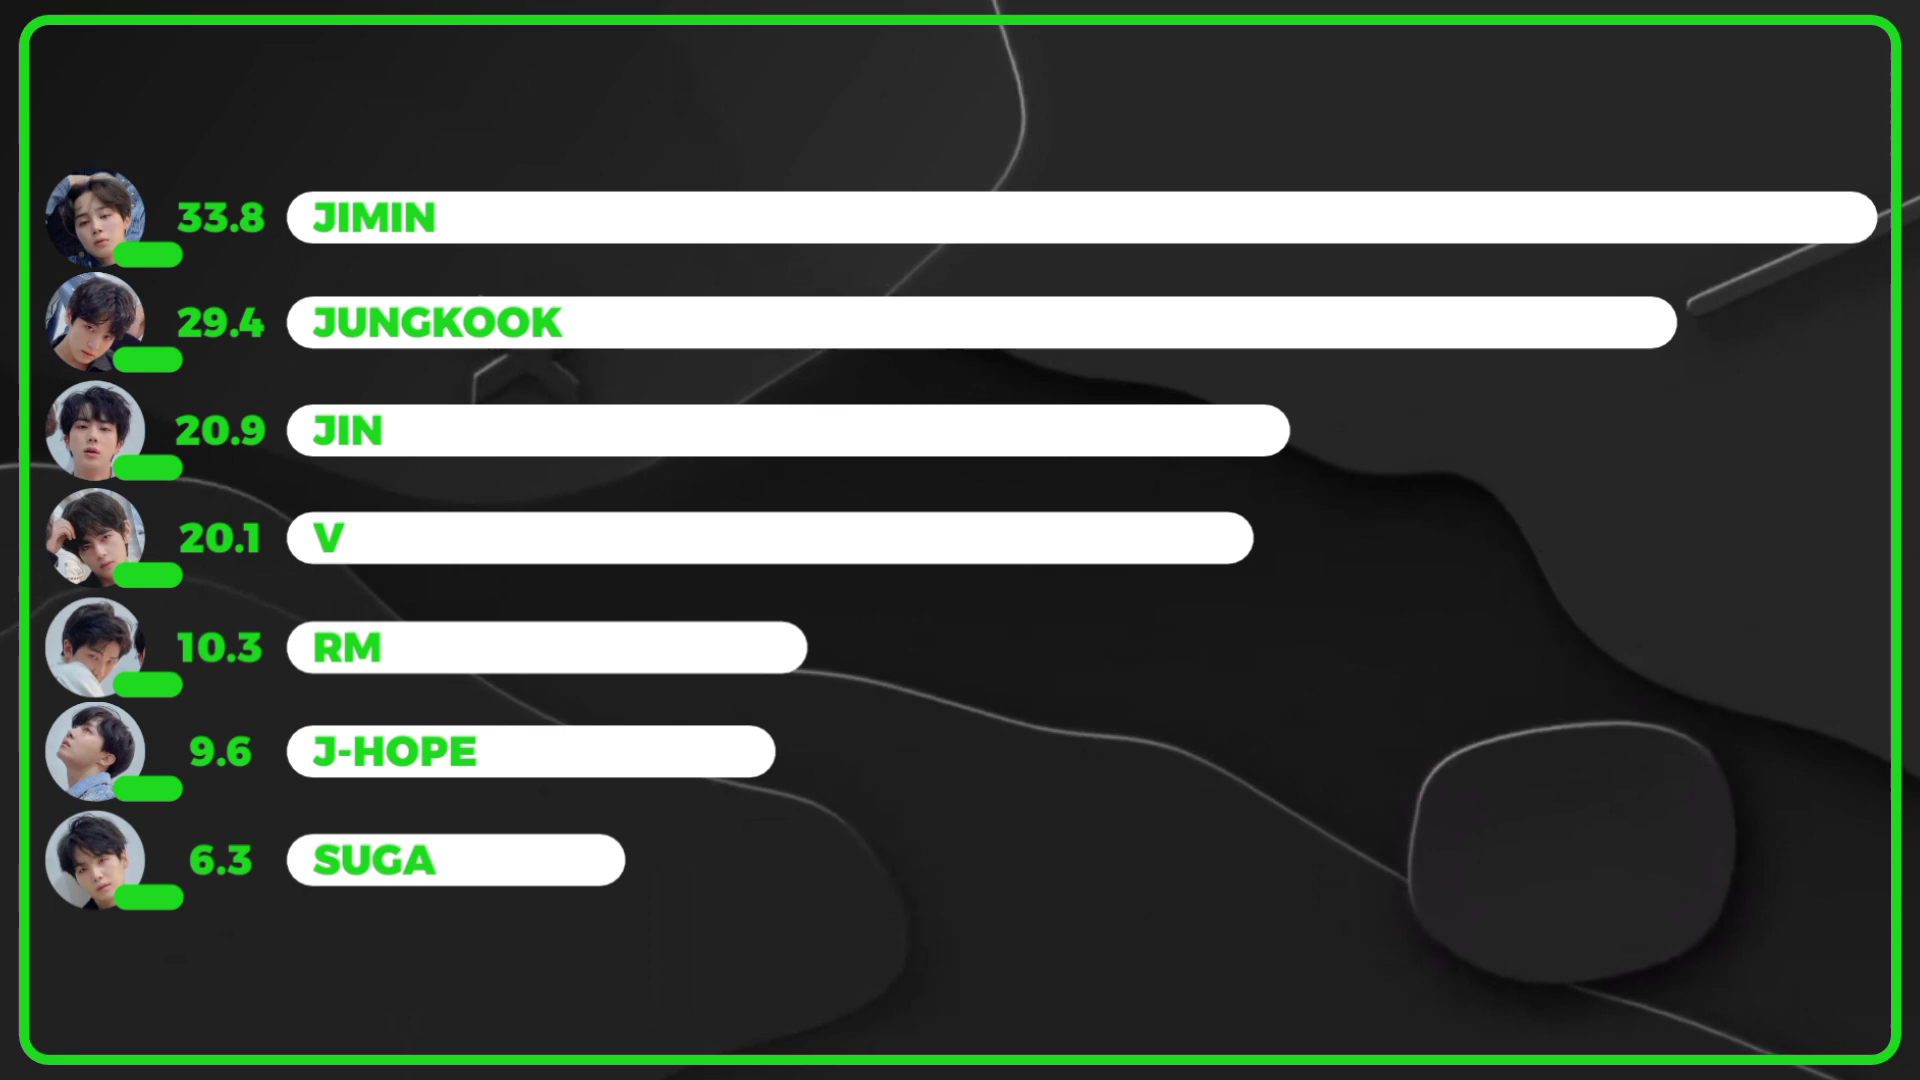 33.8 JIMIN
29.4 JUNGKOOK
20.9 JIN
20.1 V
10.3 RM
9.6 J-HOPE
6.3 SUGA